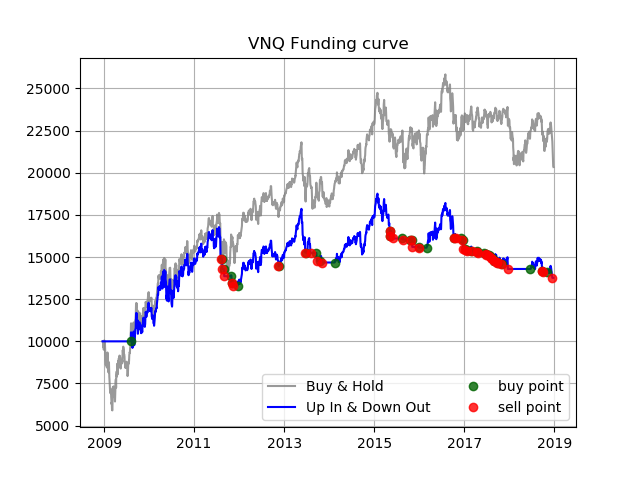 VNQ Funding curve
25000
22500
20000
17500
15000
12500
10000
7500
5000
2009 2011 2013 2015 2017 2019
Buy & Hold
Up In & Down Out
buy point
sell point